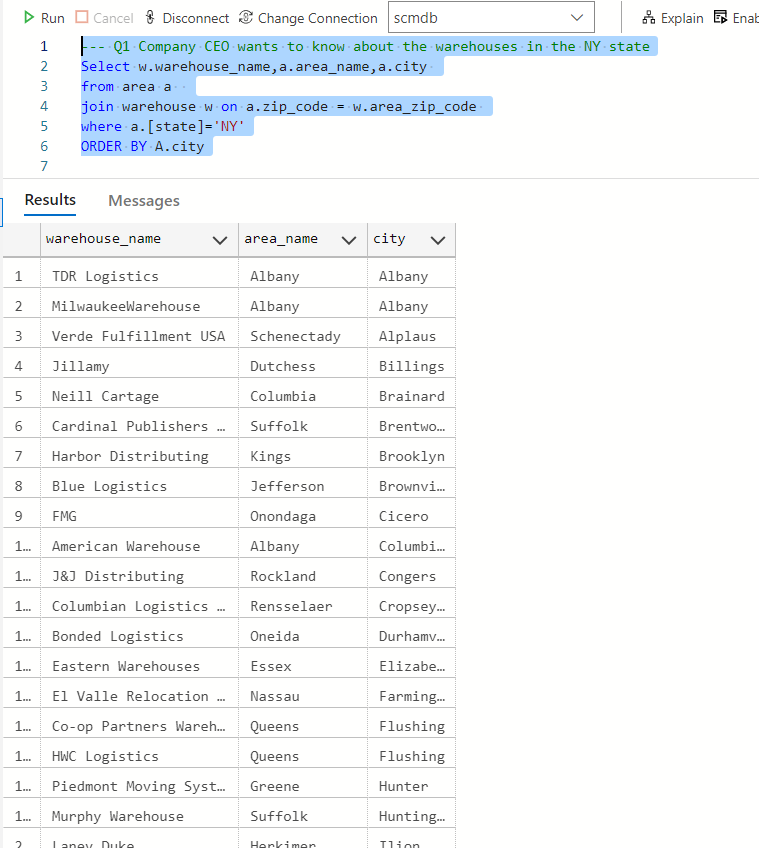 Run Cancel Disconnect Change Connection scmdb Explain Enab
1 --- Q1 Company CEO wants to know about the warehouses in the NY state
2 Select w.warehouse_name,a.area_name,a.city
3 from area a
4 join warehouse w on a.zip_code = w.area_zip_code
5 where a.[state]='NY'
6 ORDER BY A.city
7
Results Messages
warehouse_name area_name city
1 TDR Logistics Albany Albany
2 MilwaukeeWarehouse Albany Albany
3 Verde Fulfillment USA Schenectady Alplaus
4 Jillamy Dutchess Billings
5 Neill Cartage Columbia Brainard
6 Cardinal Publishers … Suffolk Brentwo…
7 Harbor Distributing Kings Brooklyn
8 Blue Logistics Jefferson Brownvi…
9 FMG Onondaga Cicero
1… American Warehouse Albany Columbi…
1… J&J Distributing Rockland Congers
1… Columbian Logistics … Rensselaer Cropsey…
1… Bonded Logistics Oneida Durhamv…
1… Eastern Warehouses Essex Elizabe…
1… El Valle Relocation … Nassau Farming…
1… Co-op Partners Wareh… Queens Flushing
1… HWC Logistics Queens Flushing
1… Piedmont Moving Syst… Greene Hunter
1… Murphy Warehouse Suffolk Hunting…
2 Laney Duke Herkimer Ilion